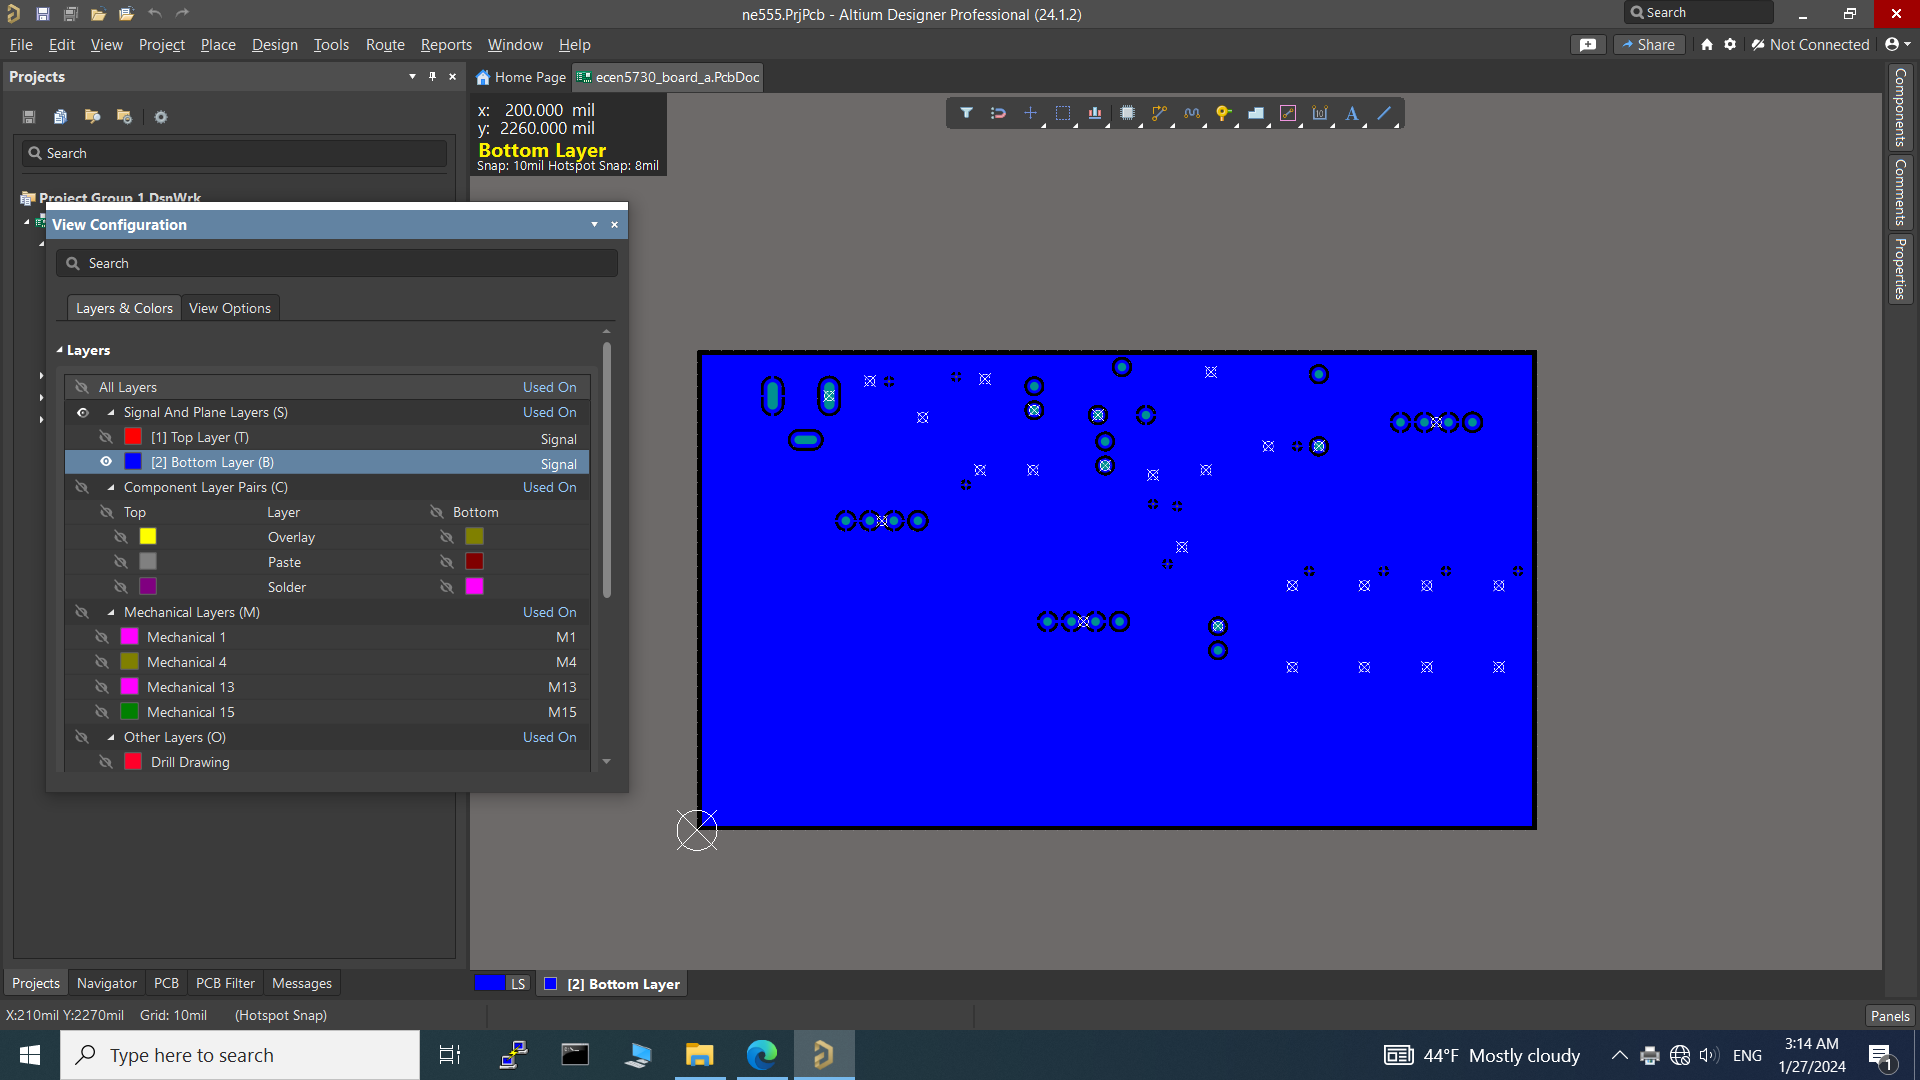 ne555.PrjPcb - Altium Designer Professional (24.1.2)
Search
File Edit View Project Place Design Tools Route Reports Window Help
Share
Not Connected
Projects
Home Page
ecen5730_board_a.PcbDoc
x: 200.000 mil
y: 2260.000 mil
Bottom Layer
Snap: 10mil Hotspot Snap: 8mil
Search
Project Group 1.DsnWrk
View Configuration
Search
Layers & Colors
View Options
Layers
All Layers Used On
Signal And Plane Layers (S) Used On
[1] Top Layer (T) Signal
[2] Bottom Layer (B) Signal
Component Layer Pairs (C) Used On
Top Layer Bottom
Overlay
Paste
Solder
Mechanical Layers (M) Used On
Mechanical 1 M1
Mechanical 4 M4
Mechanical 13 M13
Mechanical 15 M15
Other Layers (O) Used On
Drill Drawing
Components
Comments
Properties
Projects Navigator PCB PCB Filter Messages
LS
[2] Bottom Layer
X:210mil Y:2270mil Grid: 10mil (Hotspot Snap)
Panels
Type here to search
44°F Mostly cloudy
ENG
3:14 AM
1/27/2024
1